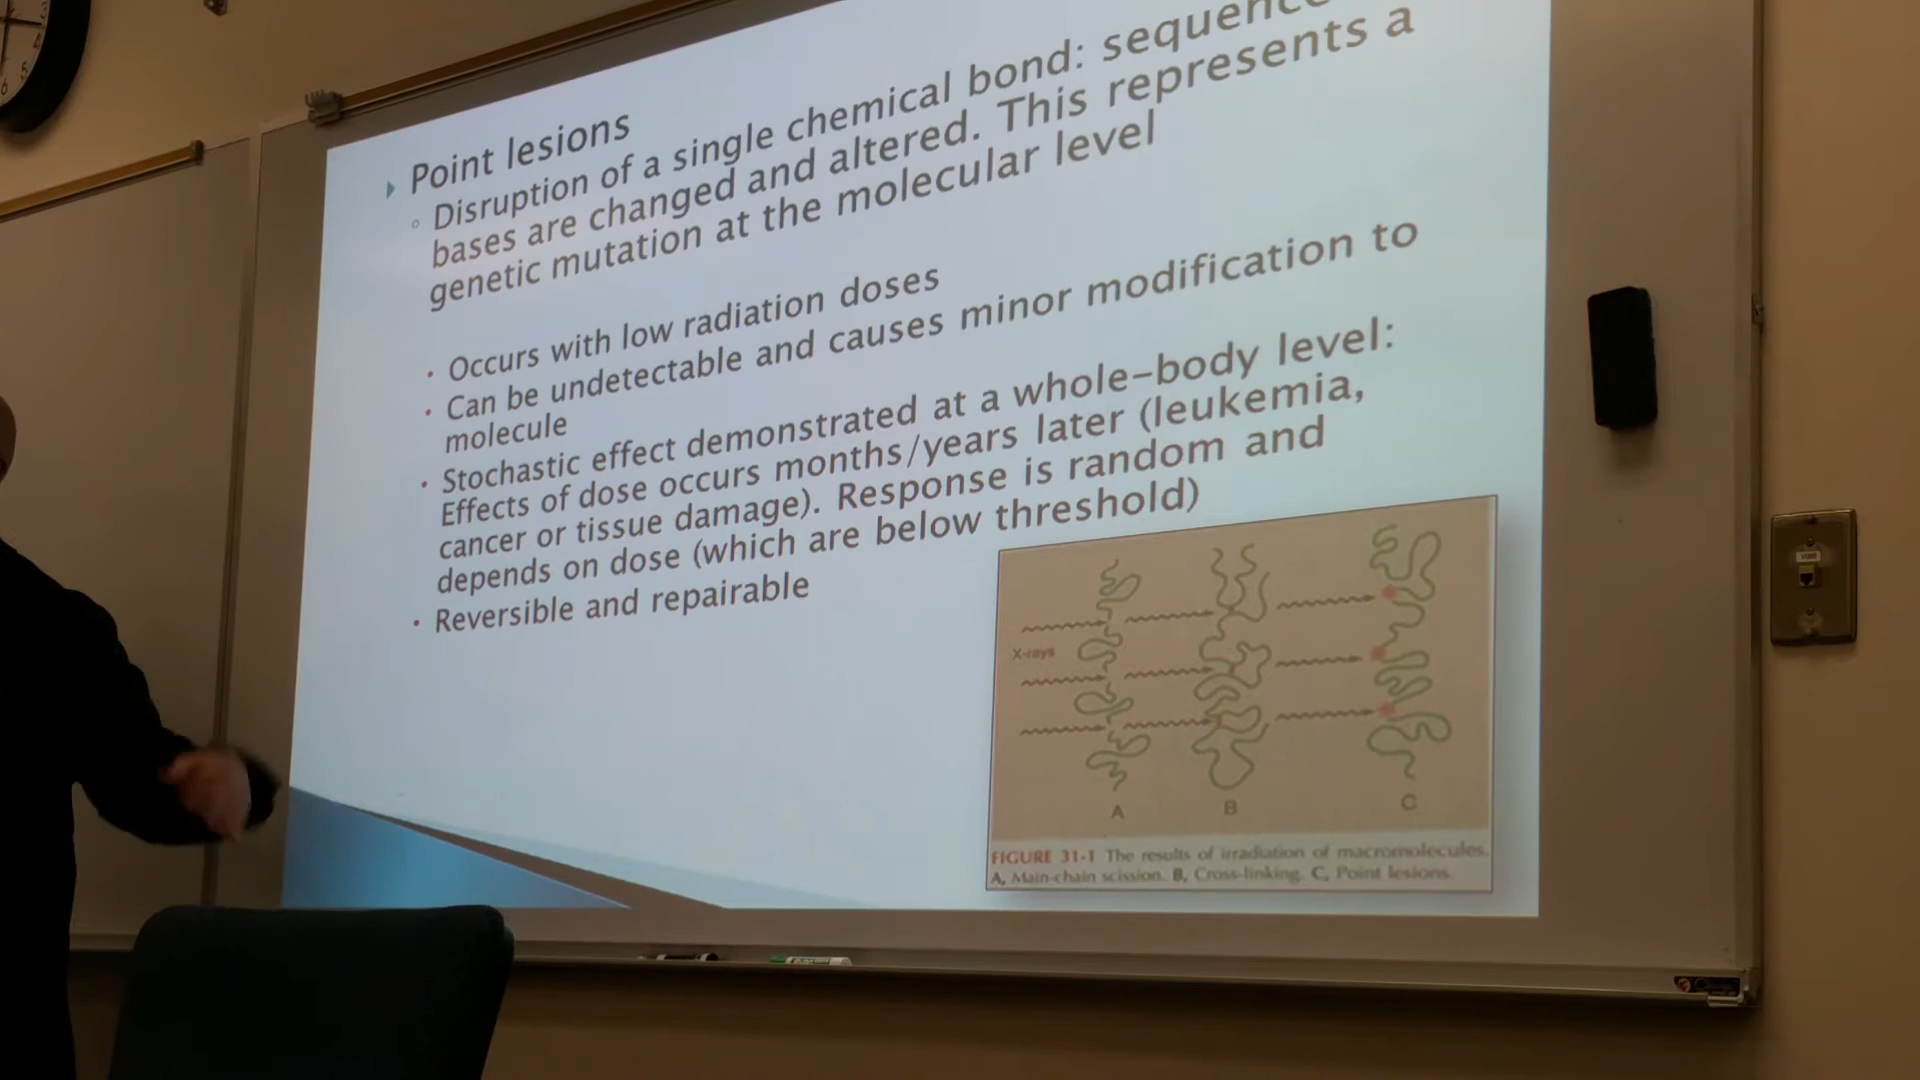 Point lesions
Disruption of a single chemical bond: sequence
bases are changed and altered. This represents a
genetic mutation at the molecular level
Occurs with low radiation doses
Can be undetectable and causes minor modification to
molecule
Stochastic effect demonstrated at a whole-body level:
Effects of dose occurs months/years later (leukemia,
cancer or tissue damage). Response is random and
depends on dose (which are below threshold)
Reversible and repairable
X-rays
A B C
FIGURE 31-1 The results of irradiation of macromolecules.
A, Main-chain scission. B, Cross-linking. C, Point lesions.
4
5
6